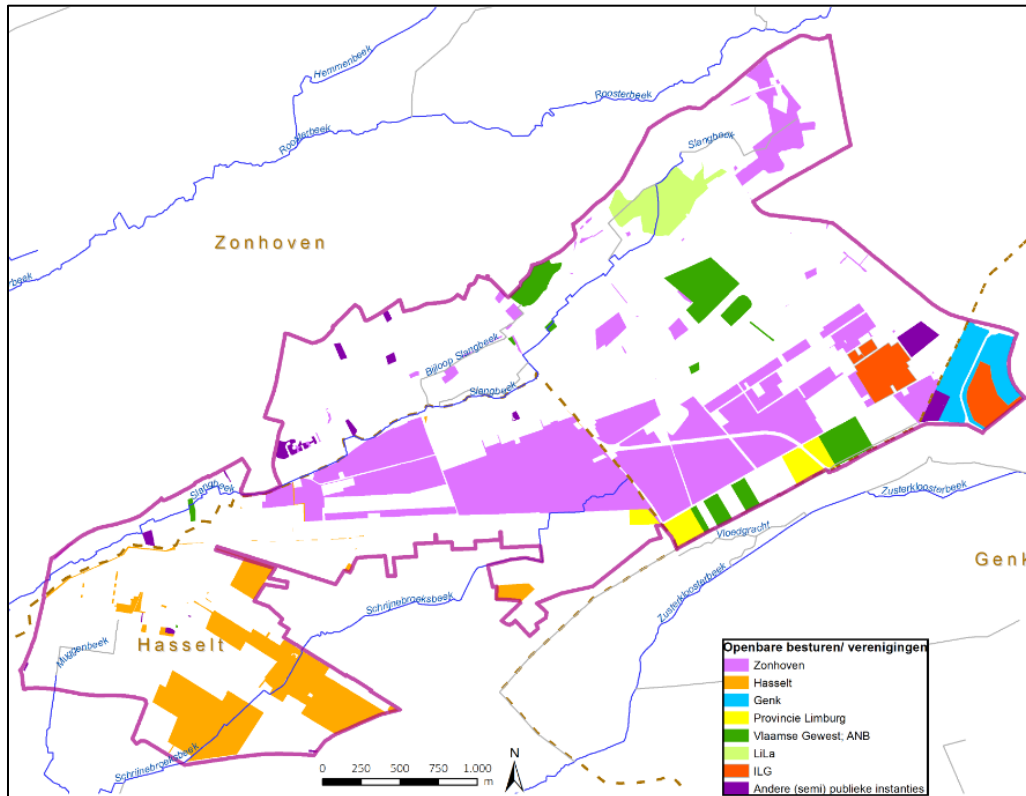 Hemmenbeek
Roosterbeek
Roosterbeek
Slangbeek
Zonhoven
rbeek
Bijloop Slangbeek
Slangbeek
Slangbeek
Zusterkloosterbeek
Vloedgracht
Genk
Zusterkloosterbeek
Schrijnebroeksbeek
Hasselt
Muggenbeek
Schrijnebroeksbeek
Openbare besturen/ verenigingen
Zonhoven
Hasselt
Genk
Provincie Limburg
Vlaamse Gewest; ANB
LiLa
ILG
Andere (semi) publieke instanties
N
0 250 500 750 1.000
m